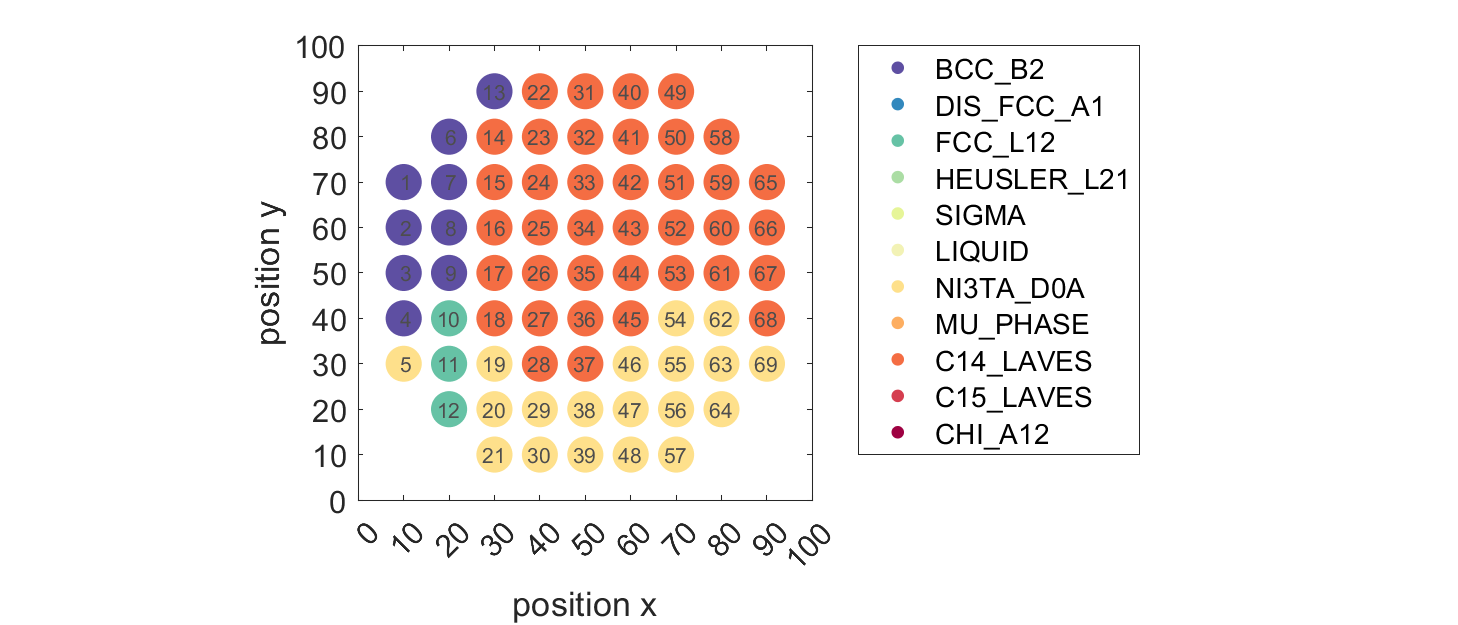 100
90
80
70
60
50
40
30
20
10
0
position y
13 22 31 40 49
6 14 23 32 41 50 58
1 7 15 24 33 42 51 59 65
2 8 16 25 34 43 52 60 66
3 9 17 26 35 44 53 61 67
4 10 18 27 36 45 54 62 68
5 11 19 28 37 46 55 63 69
12 20 29 38 47 56 64
21 30 39 48 57
0 10 20 30 40 50 60 70 80 90 100
position x
BCC_B2
DIS_FCC_A1
FCC_L12
HEUSLER_L21
SIGMA
LIQUID
NI3TA_D0A
MU_PHASE
C14_LAVES
C15_LAVES
CHI_A12